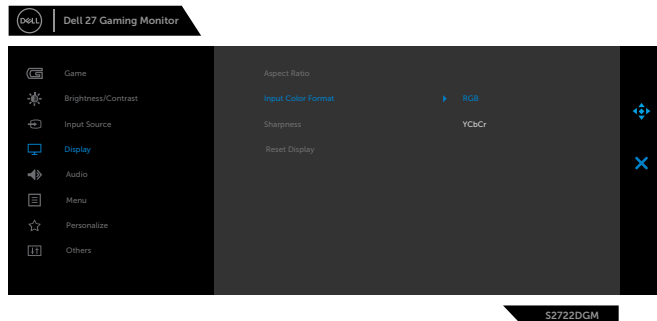 DELL Dell 27 Gaming Monitor
Game Aspect Ratio
Brightness/Contrast Input Color Format RGB
Input Source Sharpness YCbCr
Display Reset Display
Audio
Menu
Personalize
Others
S2722DGM